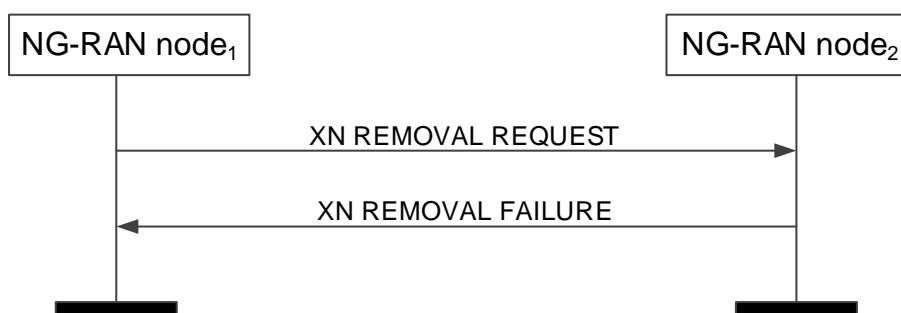 NG-RAN node₁
NG-RAN node₂
XN REMOVAL REQUEST
XN REMOVAL FAILURE